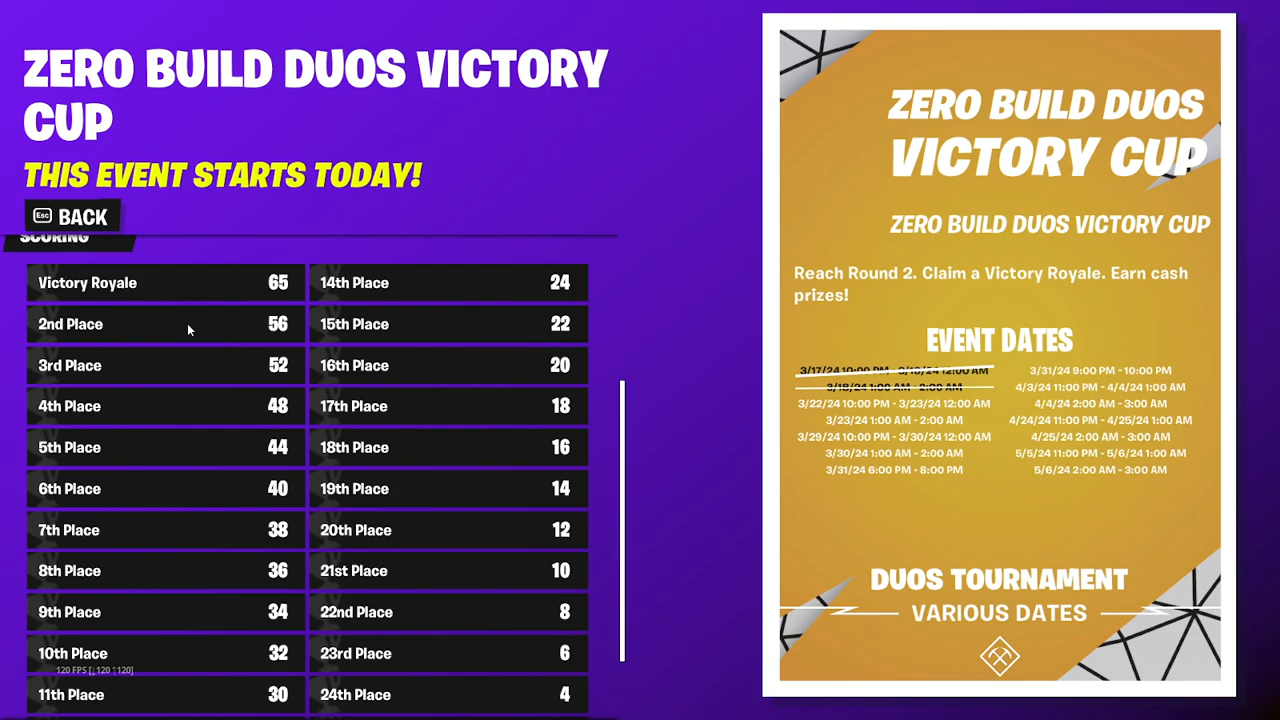 ZERO BUILD DUOS VICTORY
CUP
THIS EVENT STARTS TODAY!
Esc BACK
SCORING
Victory Royale 65
2nd Place 56
3rd Place 52
4th Place 48
5th Place 44
6th Place 40
7th Place 38
8th Place 36
9th Place 34
10th Place 32
120 FPS [↓120 ↑120]
11th Place 30
14th Place 24
15th Place 22
16th Place 20
17th Place 18
18th Place 16
19th Place 14
20th Place 12
21st Place 10
22nd Place 8
23rd Place 6
24th Place 4
ZERO BUILD DUOS
VICTORY CUP
ZERO BUILD DUOS VICTORY CUP
Reach Round 2. Claim a Victory Royale. Earn cash
prizes!
EVENT DATES
3/17/24 10:00 PM - 3/18/24 12:00 AM
3/18/24 1:00 AM - 2:00 AM
3/22/24 10:00 PM - 3/23/24 12:00 AM
3/23/24 1:00 AM - 2:00 AM
3/29/24 10:00 PM - 3/30/24 12:00 AM
3/30/24 1:00 AM - 2:00 AM
3/31/24 6:00 PM - 8:00 PM
3/31/24 9:00 PM - 10:00 PM
4/3/24 11:00 PM - 4/4/24 1:00 AM
4/4/24 2:00 AM - 3:00 AM
4/24/24 11:00 PM - 4/25/24 1:00 AM
4/25/24 2:00 AM - 3:00 AM
5/5/24 11:00 PM - 5/6/24 1:00 AM
5/6/24 2:00 AM - 3:00 AM
DUOS TOURNAMENT
VARIOUS DATES